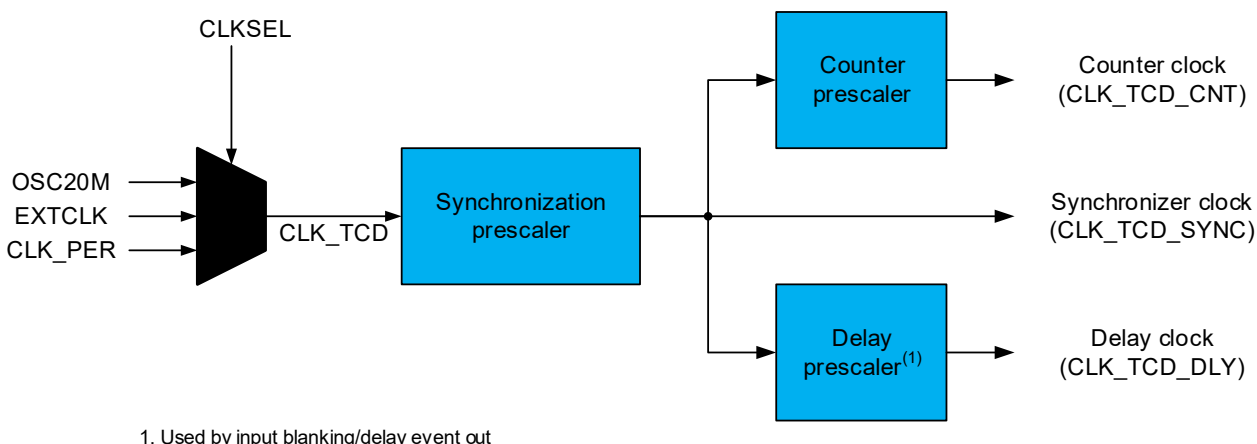 CLKSEL
OSC20M
EXTCLK
CLK_PER
CLK_TCD
Synchronization
prescaler
Counter
prescaler
Counter clock
(CLK_TCD_CNT)
Synchronizer clock
(CLK_TCD_SYNC)
Delay
prescaler(1)
Delay clock
(CLK_TCD_DLY)
1. Used by input blanking/delay event out